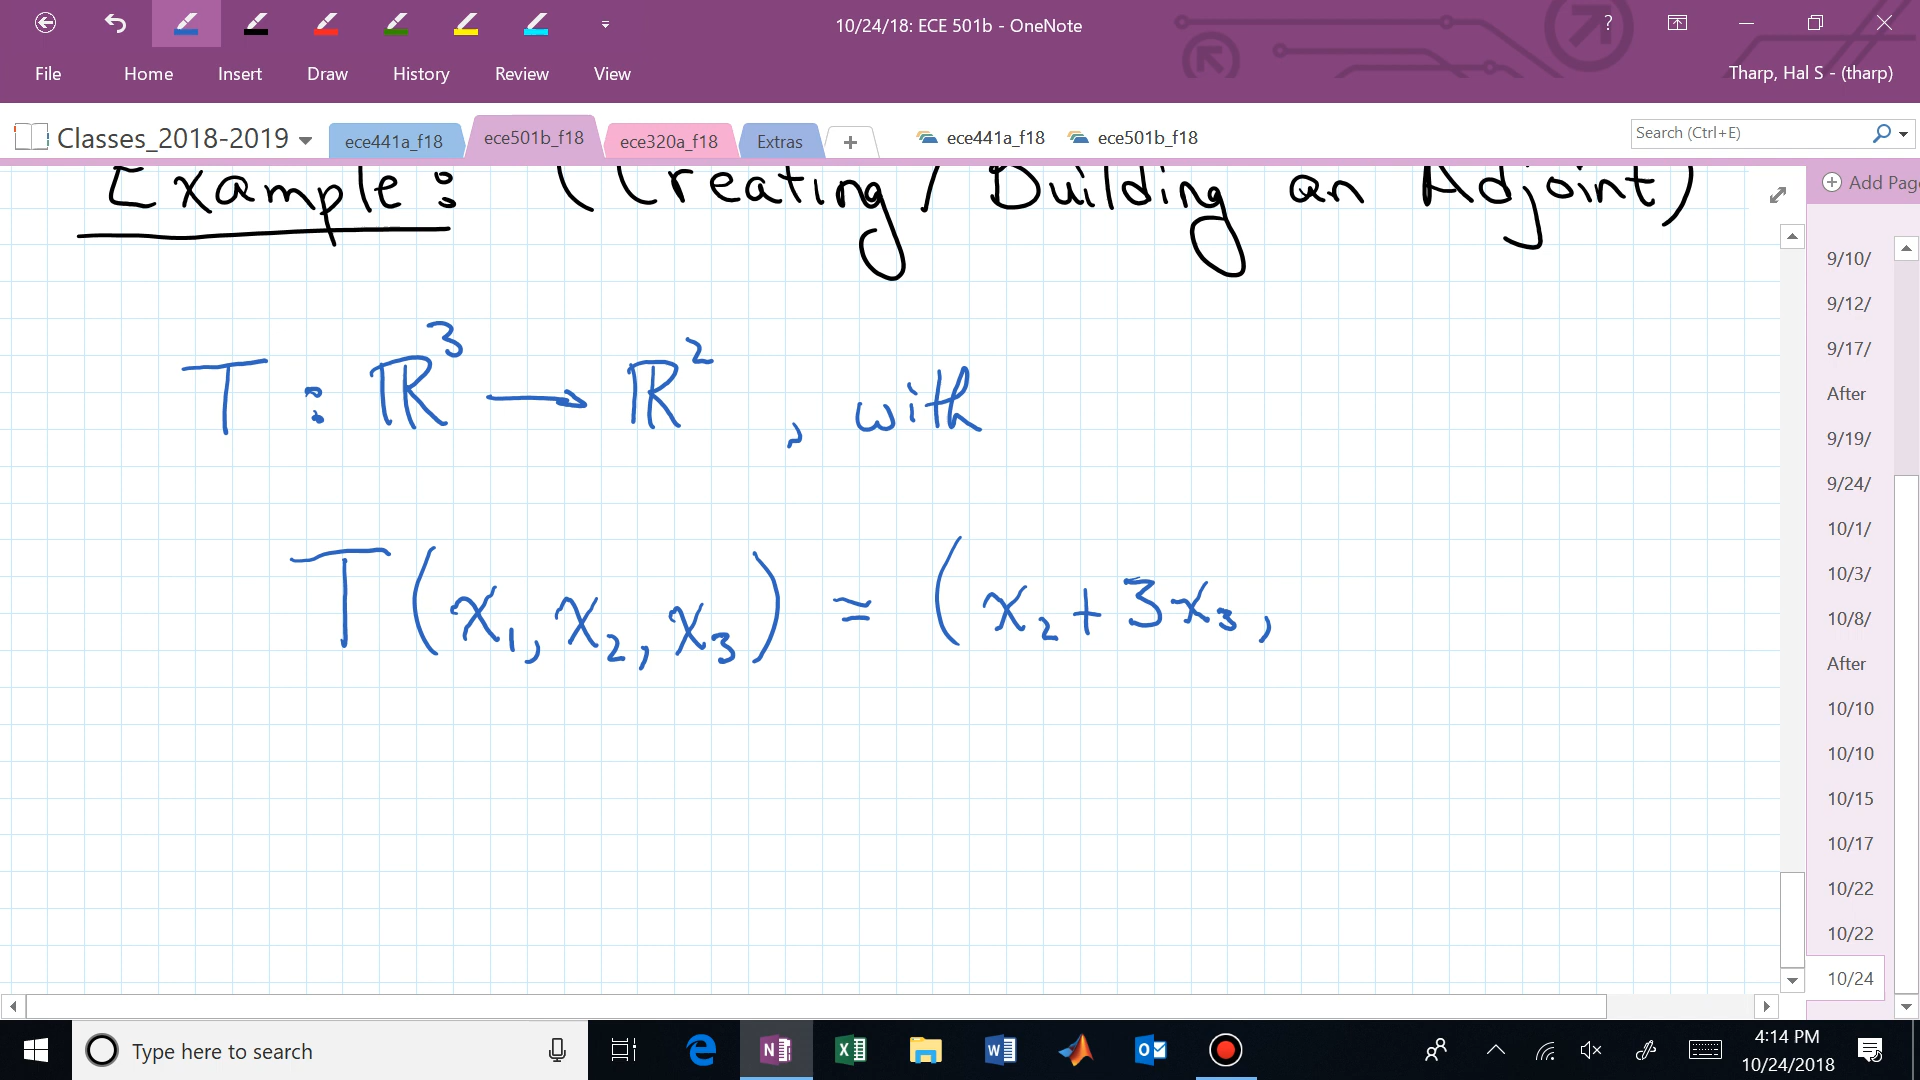 10/24/18: ECE 501b - OneNote
?
File Home Insert Draw History Review View
Tharp, Hal S - (tharp)
Classes_2018-2019 ece441a_f18 ece501b_f18 ece320a_f18 Extras + ece441a_f18 ece501b_f18
Search (Ctrl+E)
Example: (Creating / Building an Adjoint)
Add Page
T : ℝ³ → ℝ² , with
T(x₁, x₂, x₃) = (x₂ + 3x₃,
9/10/
9/12/
9/17/
After
9/19/
9/24/
10/1/
10/3/
10/8/
After
10/10
10/10
10/15
10/17
10/22
10/22
10/24
Type here to search
4:14 PM
10/24/2018